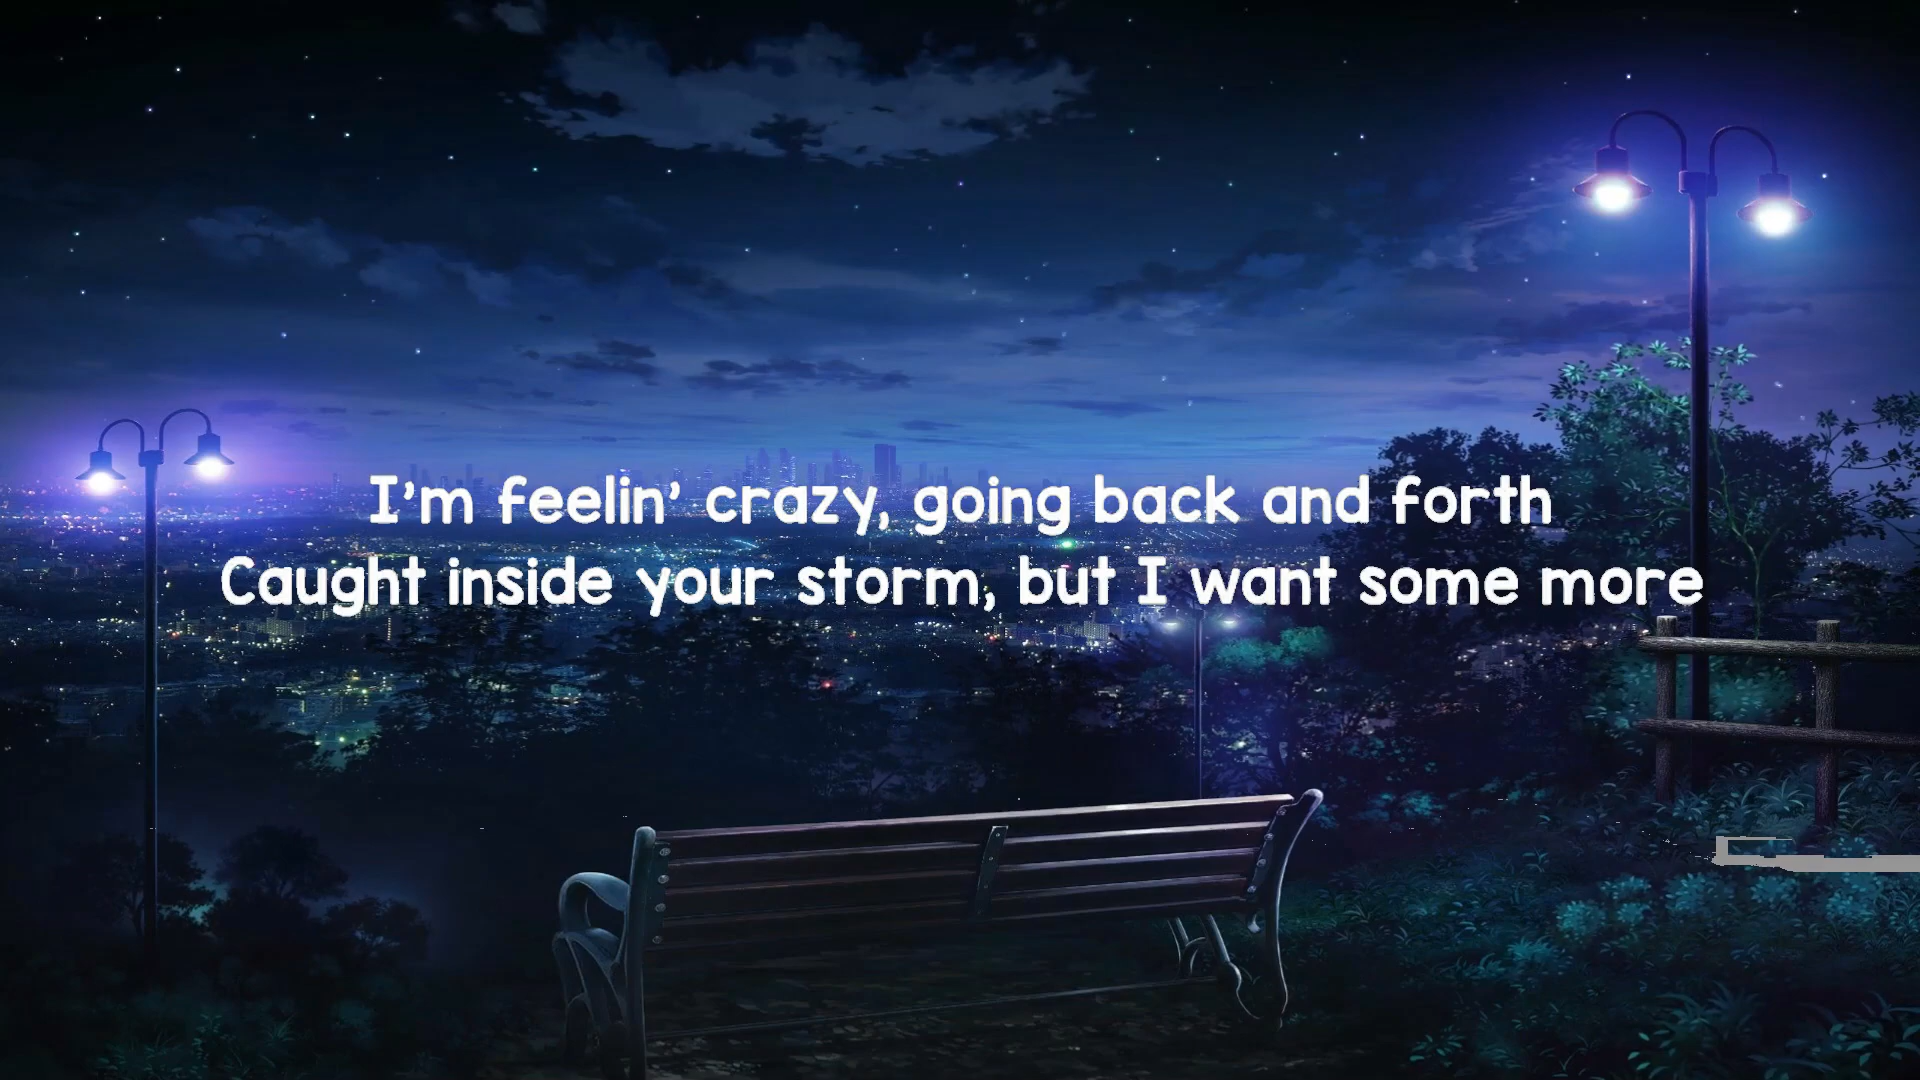 I'm feelin' crazy, going back and forth
Caught inside your storm, but I want some more